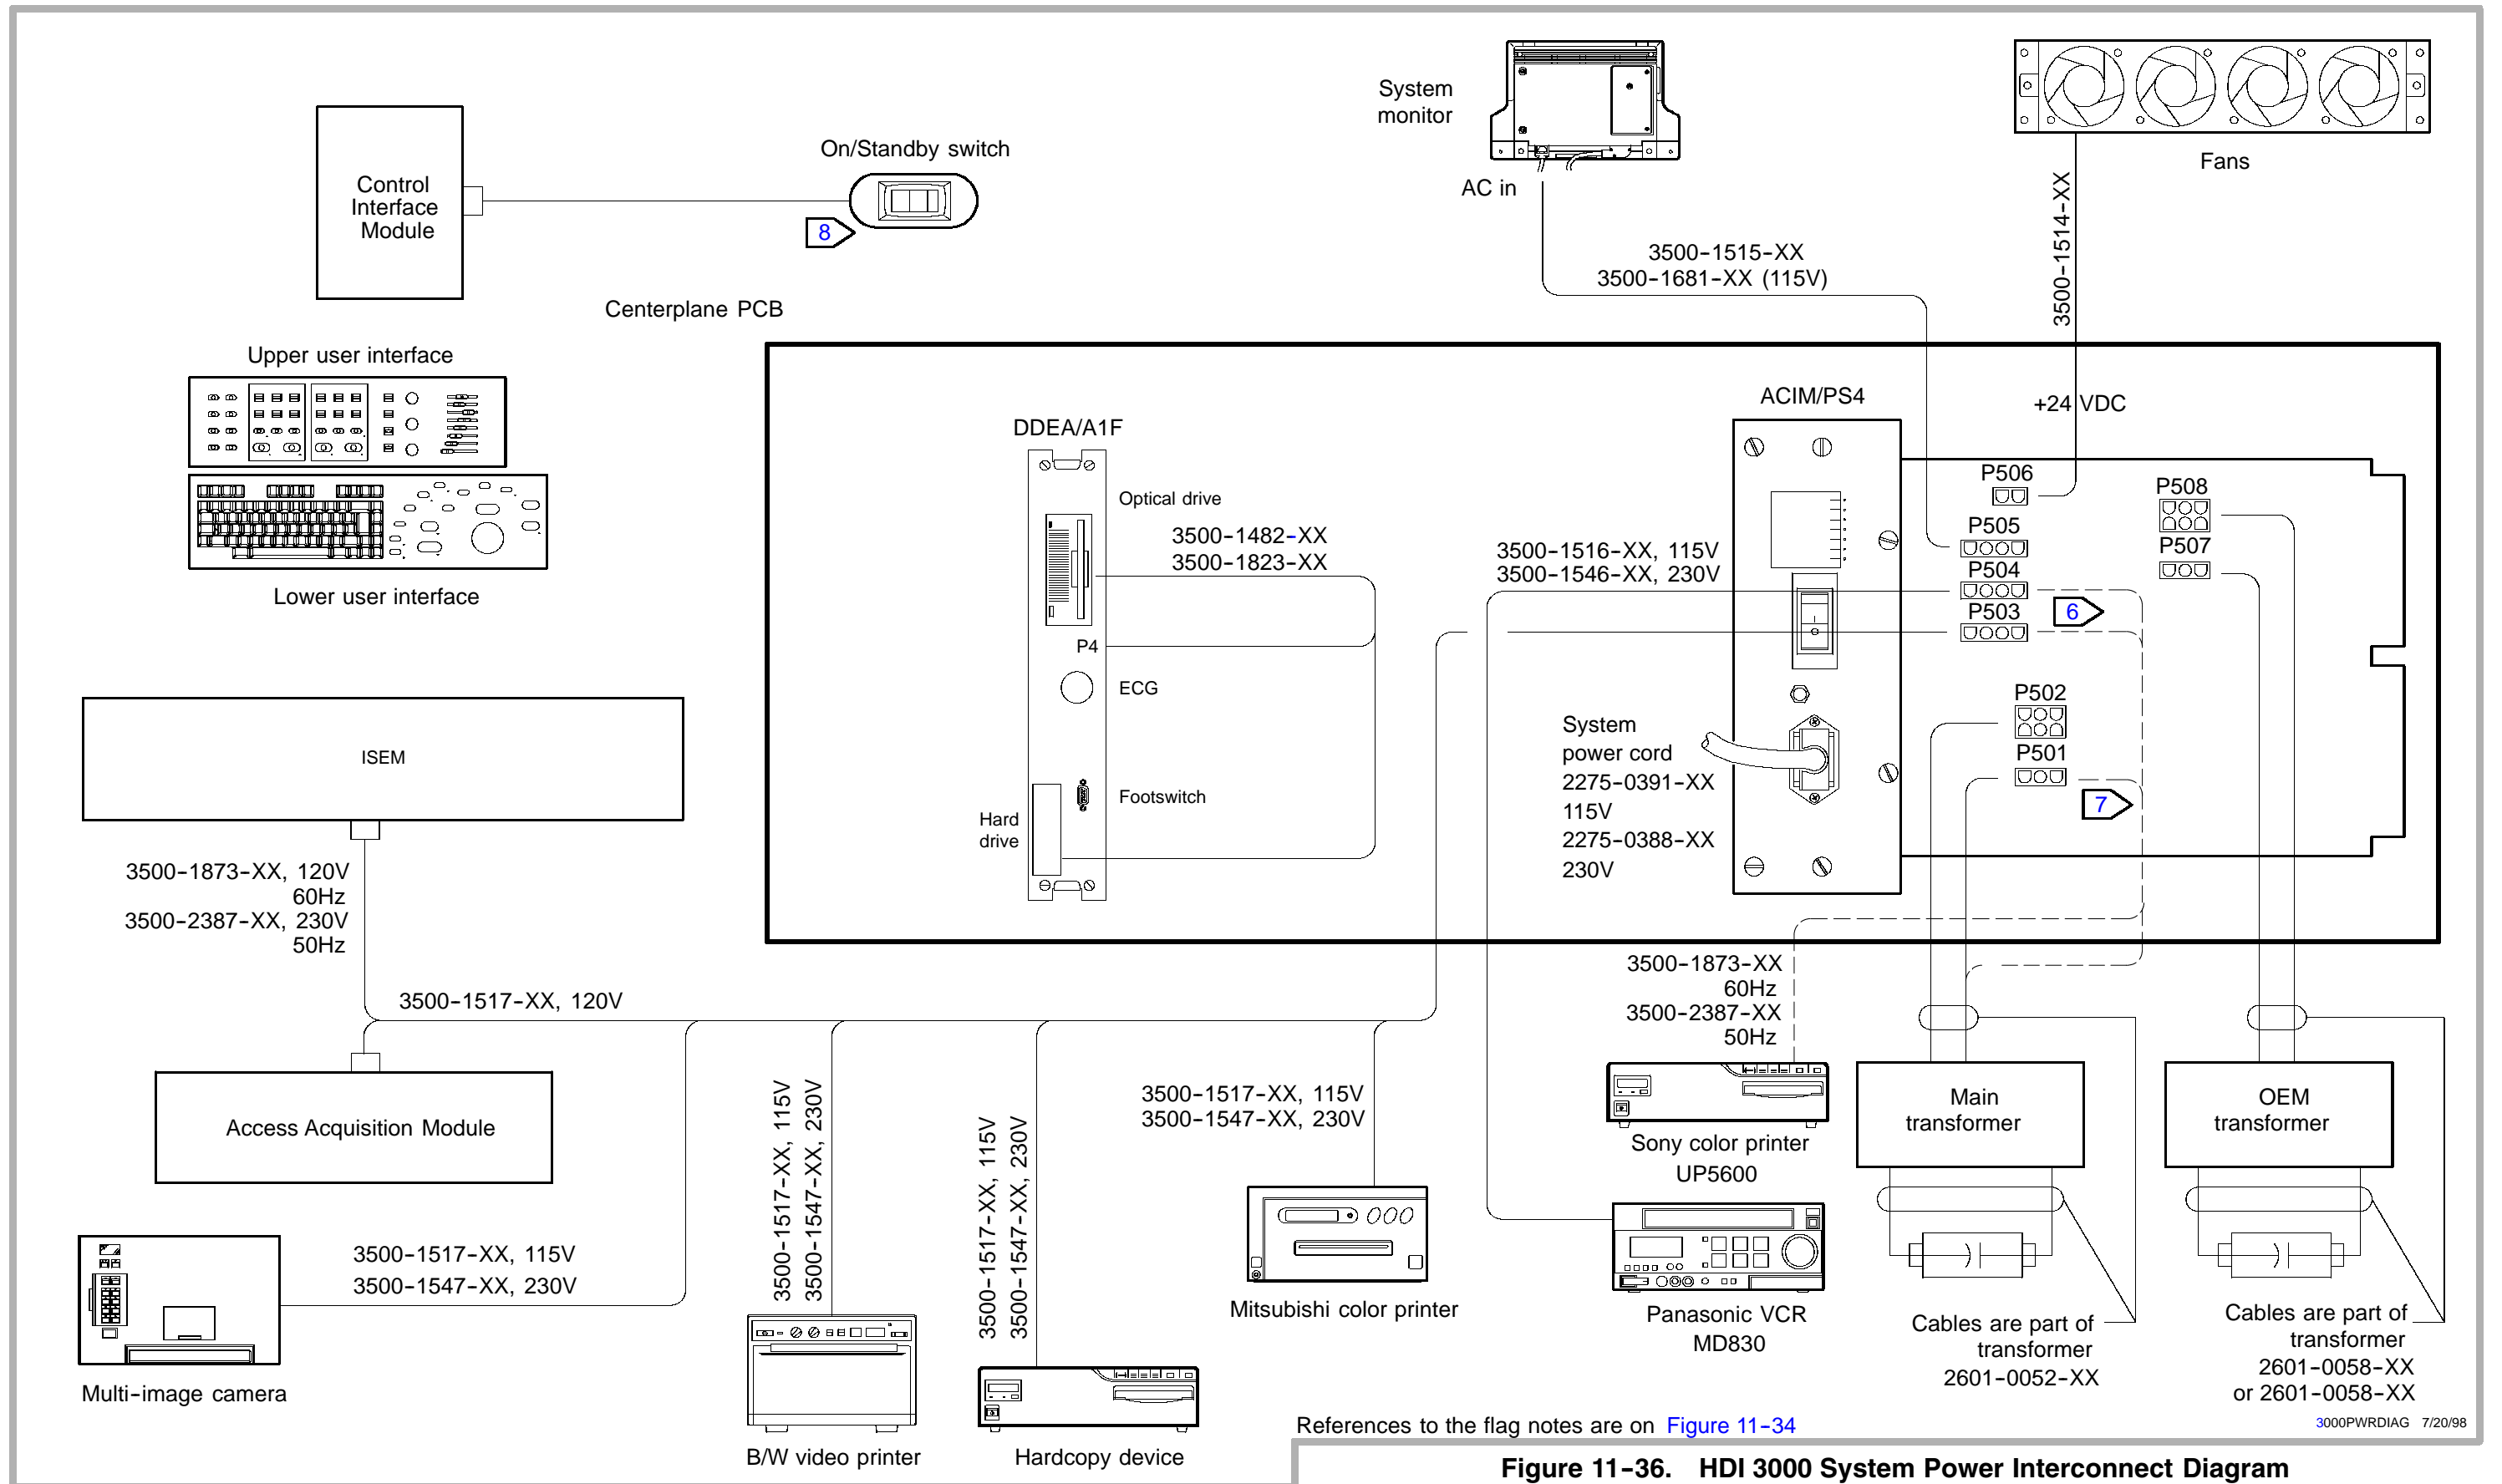 System
monitor
AC in
Fans
On/Standby switch
Control
Interface
Module
8
3500-1515-XX
3500-1681-XX (115V)
3500-1514-XX
Centerplane PCB
Upper user interface
Lower user interface
+24 VDC
ACIM/PS4
DDEA/A1F
Optical drive
3500-1482-XX
3500-1823-XX
P4
ECG
Footswitch
Hard
drive
3500-1516-XX, 115V
3500-1546-XX, 230V
P506
P505
P504
P503
P508
P507
6
P502
P501
7
System
power cord
2275-0391-XX
115V
2275-0388-XX
230V
ISEM
3500-1873-XX, 120V
60Hz
3500-2387-XX, 230V
50Hz
3500-1517-XX, 120V
Access Acquisition Module
3500-1517-XX, 115V
3500-1547-XX, 230V
Multi-image camera
3500-1517-XX, 115V
3500-1547-XX, 230V
B/W video printer
3500-1517-XX, 115V
3500-1547-XX, 230V
Hardcopy device
3500-1517-XX, 115V
3500-1547-XX, 230V
Mitsubishi color printer
3500-1873-XX
60Hz
3500-2387-XX
50Hz
Sony color printer
UP5600
Panasonic VCR
MD830
Main
transformer
OEM
transformer
Cables are part of
transformer
2601-0052-XX
Cables are part of
transformer
2601-0058-XX
or 2601-0058-XX
References to the flag notes are on Figure 11-34
3000PWRDIAG 7/20/98
Figure 11-36. HDI 3000 System Power Interconnect Diagram